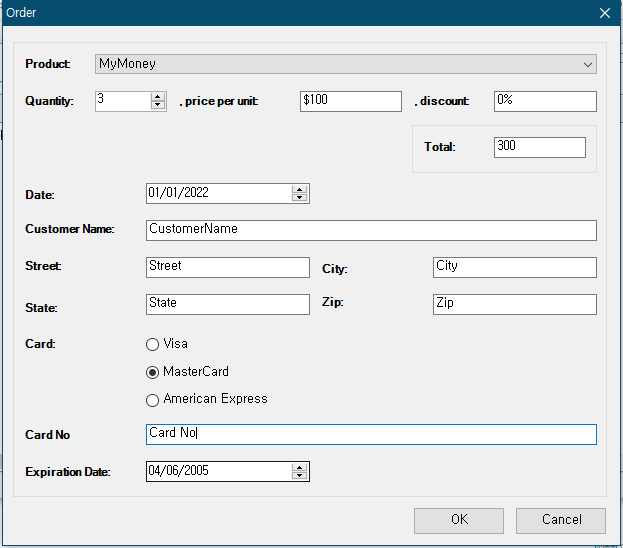 Order
Product: MyMoney
Quantity: 3 , price per unit: $100 , discount: 0%
Total: 300
Date: 01/01/2022
Customer Name: CustomerName
Street: Street City: City
State: State Zip: Zip
Card: Visa
MasterCard
American Express
Card No Card No
Expiration Date: 04/06/2005
OK Cancel